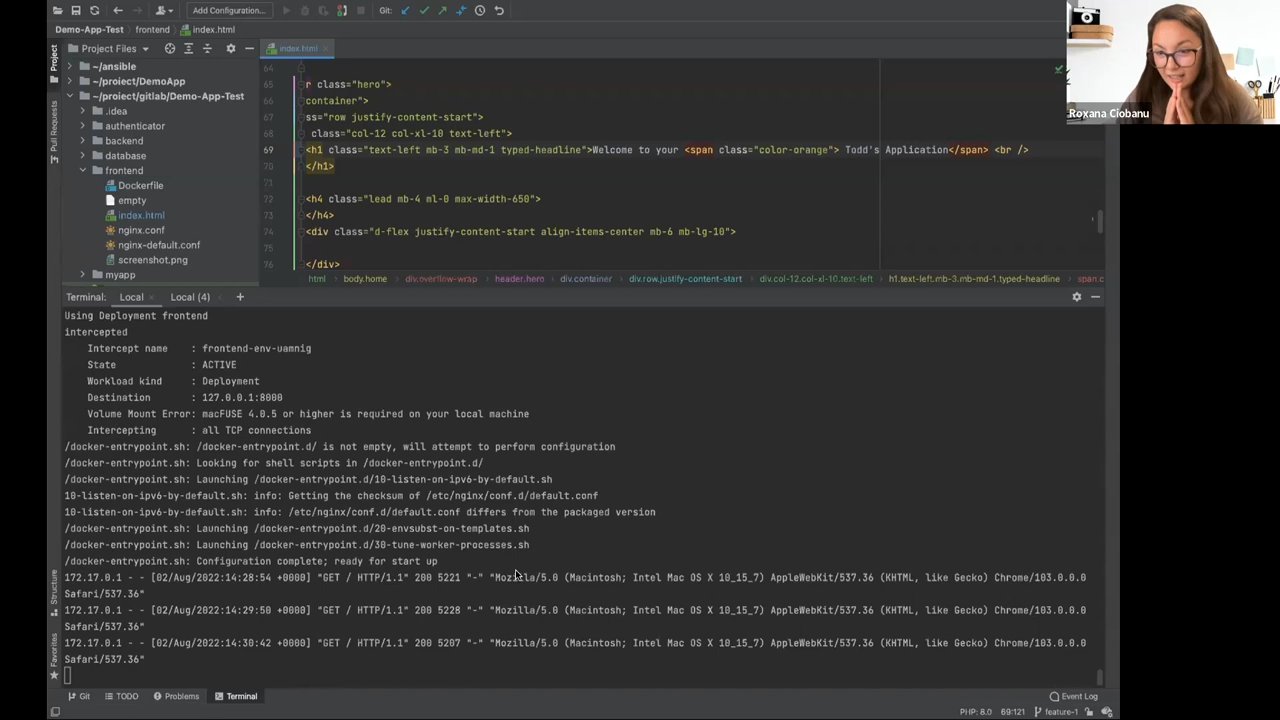 Add Configuration...
Git:
Demo-App-Test
frontend
index.html
Roxana Ciobanu
Project
Pull Requests
Structure
Favorites
Project Files
~/ansible
~/project/DemoApp
~/project/gitlab/Demo-App-Test
.idea
authenticator
backend
database
frontend
Dockerfile
empty
index.html
nginx.conf
nginx-default.conf
screenshot.png
myapp
index.html
64
65 r class="hero">
66 container">
67 ss="row justify-content-start">
68 class="col-12 col-xl-10 text-left">
69 <h1 class="text-left mb-3 mb-md-1 typed-headline">Welcome to your <span class="color-orange"> Todd's Application</span> <br />
70 </h1>
71
72 <h4 class="lead mb-4 ml-0 max-width-650">
73 </h4>
74 <div class="d-flex justify-content-start align-items-center mb-6 mb-lg-10">
75
76 </div>
html body.home div.overflow-wrap header.hero div.container div.row.justify-content-start div.col-12.col-xl-10.text-left h1.text-left.mb-3.mb-md-1.typed-headline span.c
Terminal: Local Local (4) +
Using Deployment frontend
intercepted
Intercept name : frontend-env-uamnig
State : ACTIVE
Workload kind : Deployment
Destination : 127.0.0.1:8000
Volume Mount Error: macFUSE 4.0.5 or higher is required on your local machine
Intercepting : all TCP connections
/docker-entrypoint.sh: /docker-entrypoint.d/ is not empty, will attempt to perform configuration
/docker-entrypoint.sh: Looking for shell scripts in /docker-entrypoint.d/
/docker-entrypoint.sh: Launching /docker-entrypoint.d/10-listen-on-ipv6-by-default.sh
10-listen-on-ipv6-by-default.sh: info: Getting the checksum of /etc/nginx/conf.d/default.conf
10-listen-on-ipv6-by-default.sh: info: /etc/nginx/conf.d/default.conf differs from the packaged version
/docker-entrypoint.sh: Launching /docker-entrypoint.d/20-envsubst-on-templates.sh
/docker-entrypoint.sh: Launching /docker-entrypoint.d/30-tune-worker-processes.sh
/docker-entrypoint.sh: Configuration complete; ready for start up
172.17.0.1 - - [02/Aug/2022:14:28:54 +0000] "GET / HTTP/1.1" 200 5221 "-" "Mozilla/5.0 (Macintosh; Intel Mac OS X 10_15_7) AppleWebKit/537.36 (KHTML, like Gecko) Chrome/103.0.0.0
Safari/537.36"
172.17.0.1 - - [02/Aug/2022:14:29:50 +0000] "GET / HTTP/1.1" 200 5228 "-" "Mozilla/5.0 (Macintosh; Intel Mac OS X 10_15_7) AppleWebKit/537.36 (KHTML, like Gecko) Chrome/103.0.0.0
Safari/537.36"
172.17.0.1 - - [02/Aug/2022:14:30:42 +0000] "GET / HTTP/1.1" 200 5207 "-" "Mozilla/5.0 (Macintosh; Intel Mac OS X 10_15_7) AppleWebKit/537.36 (KHTML, like Gecko) Chrome/103.0.0.0
Safari/537.36"
Git TODO Problems Terminal Event Log
PHP: 8.0 69:121 feature-1